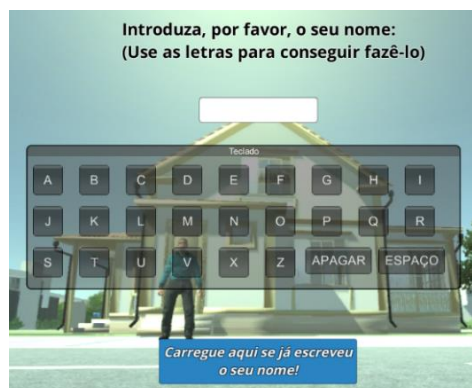 Introduza, por favor, o seu nome:
(Use as letras para conseguir fazê-lo)
Teclado
A B C D E F G H I
J K L M N O P Q R
S T U V X Z APAGAR ESPAÇO
Carregue aqui se já escreveu
o seu nome!